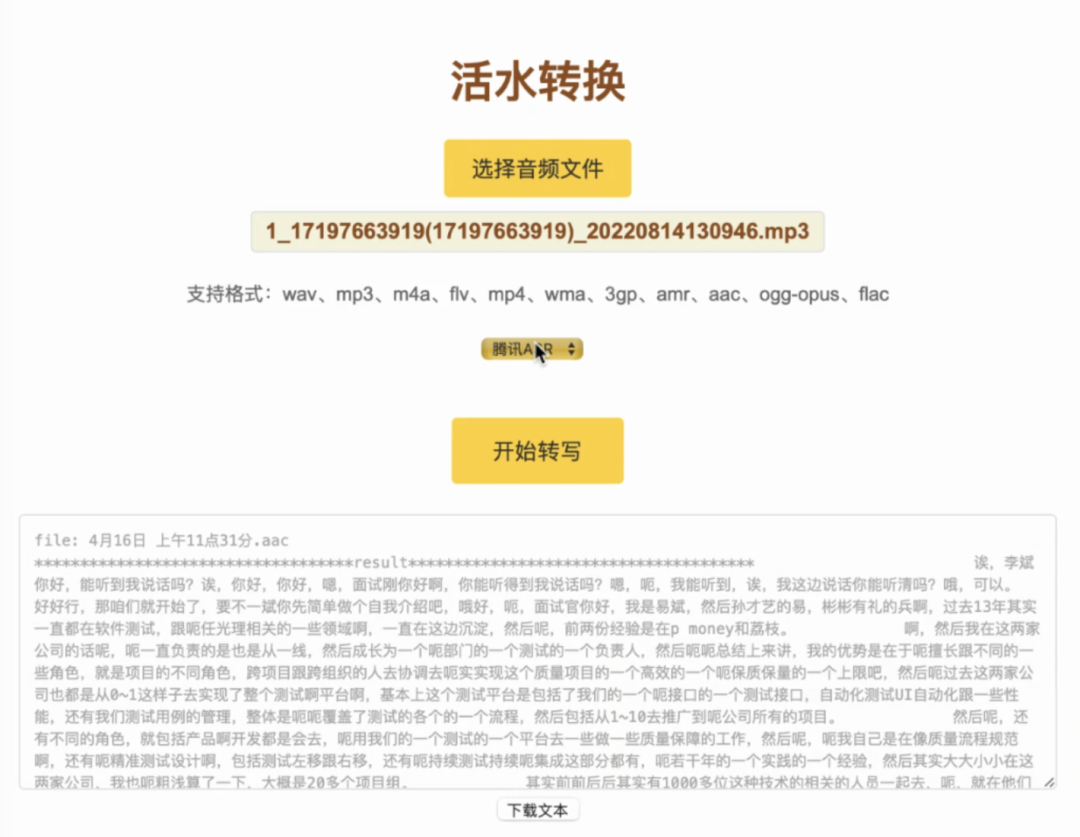 活水转换
选择音频文件
1_17197663919(17197663919)_20220814130946.mp3
支持格式：wav、mp3、m4a、flv、mp4、wma、3gp、amr、aac、ogg-opus、flac
腾讯A R
开始转写
file: 4月16日 上午11点31分.aac
***********************************result************************************** 诶，李斌
你好，能听到我说话吗？诶，你好，你好，嗯，面试刚你好啊，你能听得到我说话吗？嗯，呃，我能听到，诶，我这边说话你能听清吗？哦，可以。
好好行，那咱们就开始了，要不一斌你先简单做个自我介绍吧，哦好，呃，面试官你好，我是易斌，然后孙才艺的易，彬彬有礼的兵啊，过去13年其实
一直都在软件测试，跟呃任光理相关的一些领域啊，一直在这边沉淀，然后呢，前两份经验是在p money和荔枝。 啊，然后我在这两家
公司的话呢，呃一直负责的是也是从一线，然后成长为一个呃部门的一个测试的一个负责人，然后呃呃总结上来讲，我的优势是在于呃擅长跟不同的一
些角色，就是项目的不同角色，跨项目跟跨组织的人去协调去呃实实现这个质量项目的一个高效的一个呃保质保量的一个上限吧，然后呃过去这两家公
司也都是从0~1这样子去实现了整个测试啊平台啊，基本上这个测试平台是包括了我们的一个呃接口的一个测试接口，自动化测试UI自动化跟一些性
能，还有我们测试用例的管理，整体是呃呃覆盖了测试的各个的一个流程，然后包括从1~10去推广到呃公司所有的项目。 然后呢，还
有不同的角色，就包括产品啊开发都是会去，呃用我们的一个测试的一个平台去一些做一些质量保障的工作，然后呢，呃我自己是在像质量流程规范
啊，还有呃精准测试设计啊，包括测试左移跟右移，还有呃持续测试持续呃集成这部分都有，呃若干年的一个实践的一个经验，然后其实大大小小在这
两家公司，我也呃粗浅算了一下，大概是20多个项目组。 其实前前后后其实有1000多位这种技术的相关的人员一起去，呃，就在他们
下载文本